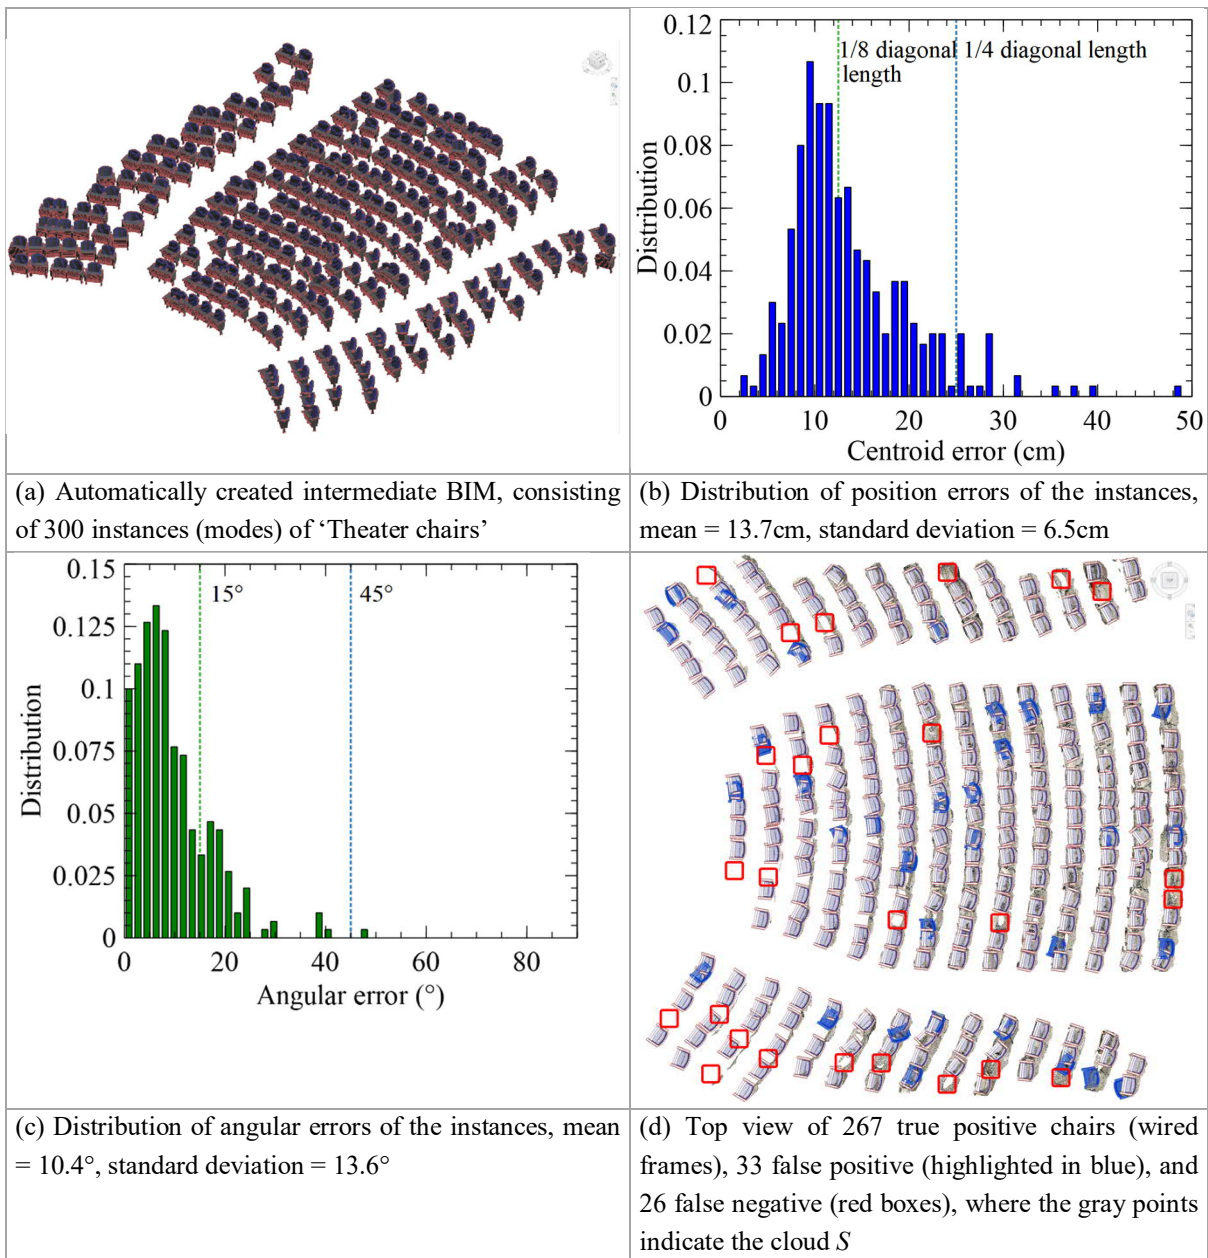 (a) Automatically created intermediate BIM, consisting
of 300 instances (modes) of ‘Theater chairs’
0.12
0.1
0.08
0.06
0.04
0.02
0
Distribution
1/8 diagonal 1/4 diagonal length
length
0 10 20 30 40 50
Centroid error (cm)
(b) Distribution of position errors of the instances,
mean = 13.7cm, standard deviation = 6.5cm
0.15
0.125
0.1
0.075
0.05
0.025
0
Distribution
15° 45°
0 20 40 60 80
Angular error (°)
(c) Distribution of angular errors of the instances, mean
= 10.4°, standard deviation = 13.6°
(d) Top view of 267 true positive chairs (wired
frames), 33 false positive (highlighted in blue), and
26 false negative (red boxes), where the gray points
indicate the cloud S